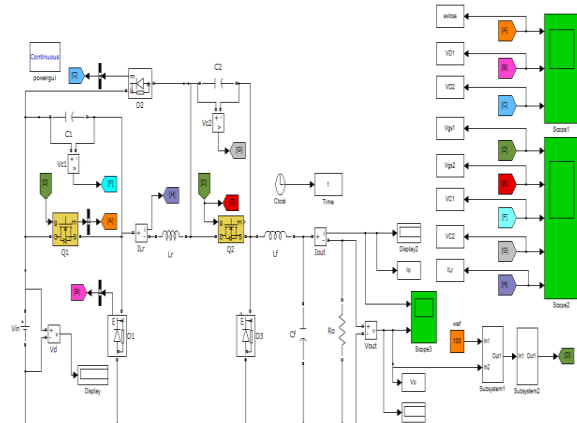 Continuous
powergui
[C]
m
D2
C2
C1
Vc2
[G]
Vc1
[F]
[D]
[A]
Q1
[H]
ILr
Lr
[D]
Q2
Lf
Iout
Clock
t
Time
Display2
Io
Vin
Vd
Display
[B]
D1
D3
Cf
Ro
Vout
Scope3
Vo
swloss
[A]
VD1
[B]
VD2
[C]
Scope1
Vgs1
[D]
Vgs2
VC1
[F]
VC2
[G]
ILr
[H]
Scope2
vref
100
In1
In2
Out1
Subsystem1
In1
Out1
Subsystem2
[D]